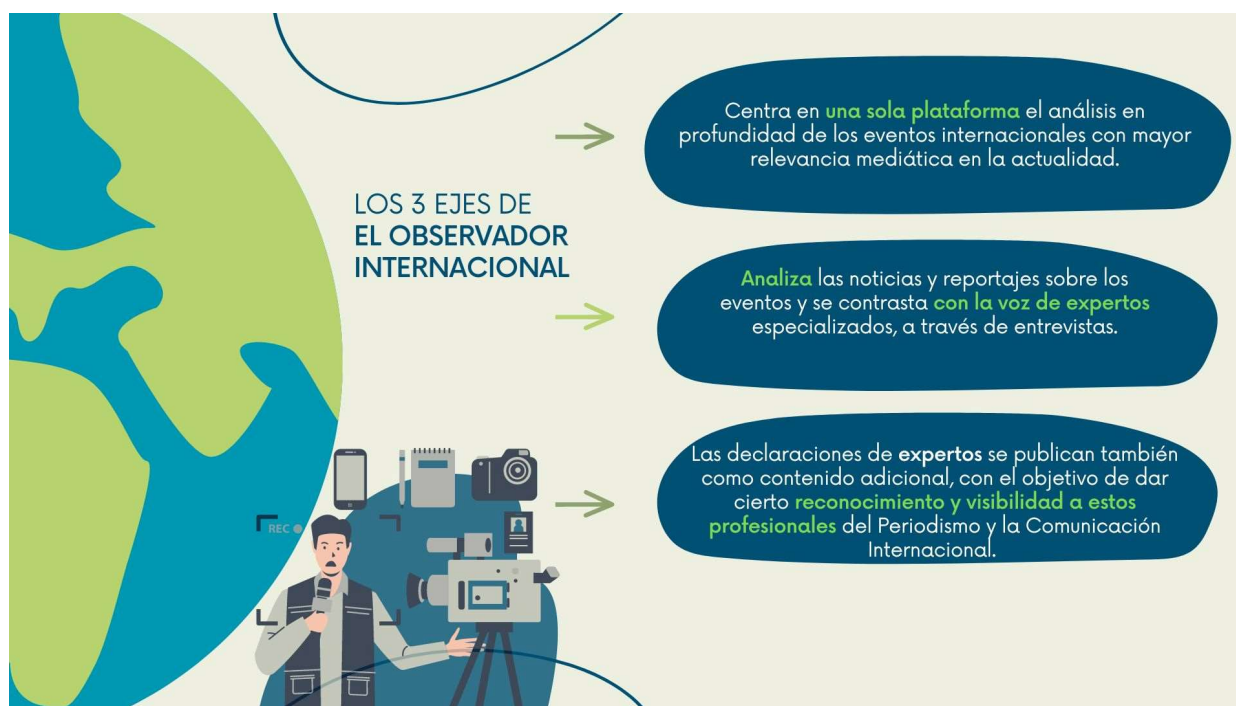 LOS 3 EJES DE
EL OBSERVADOR
INTERNACIONAL
Centra en una sola plataforma el análisis en
profundidad de los eventos internacionales con mayor
relevancia mediática en la actualidad.
Analiza las noticias y reportajes sobre los
eventos y se contrasta con la voz de expertos
especializados, a través de entrevistas.
Las declaraciones de expertos se publican también
como contenido adicional, con el objetivo de dar
cierto reconocimiento y visibilidad a estos
profesionales del Periodismo y la Comunicación
Internacional.
REC